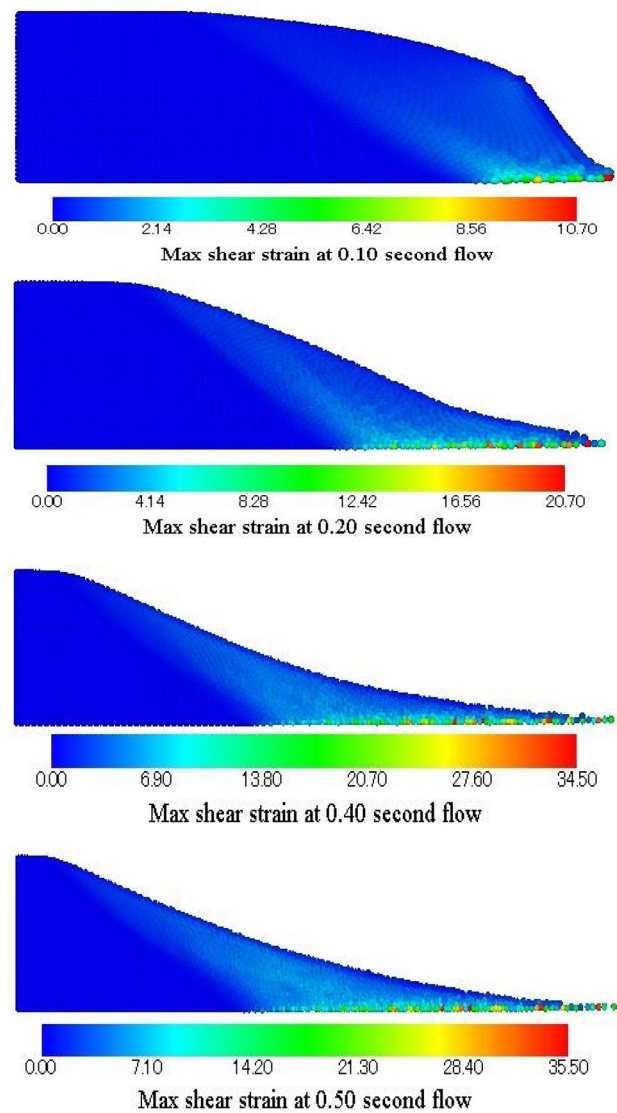 0.00 2.14 4.28 6.42 8.56 10.70
Max shear strain at 0.10 second flow
0.00 4.14 8.28 12.42 16.56 20.70
Max shear strain at 0.20 second flow
0.00 6.90 13.80 20.70 27.60 34.50
Max shear strain at 0.40 second flow
0.00 7.10 14.20 21.30 28.40 35.50
Max shear strain at 0.50 second flow